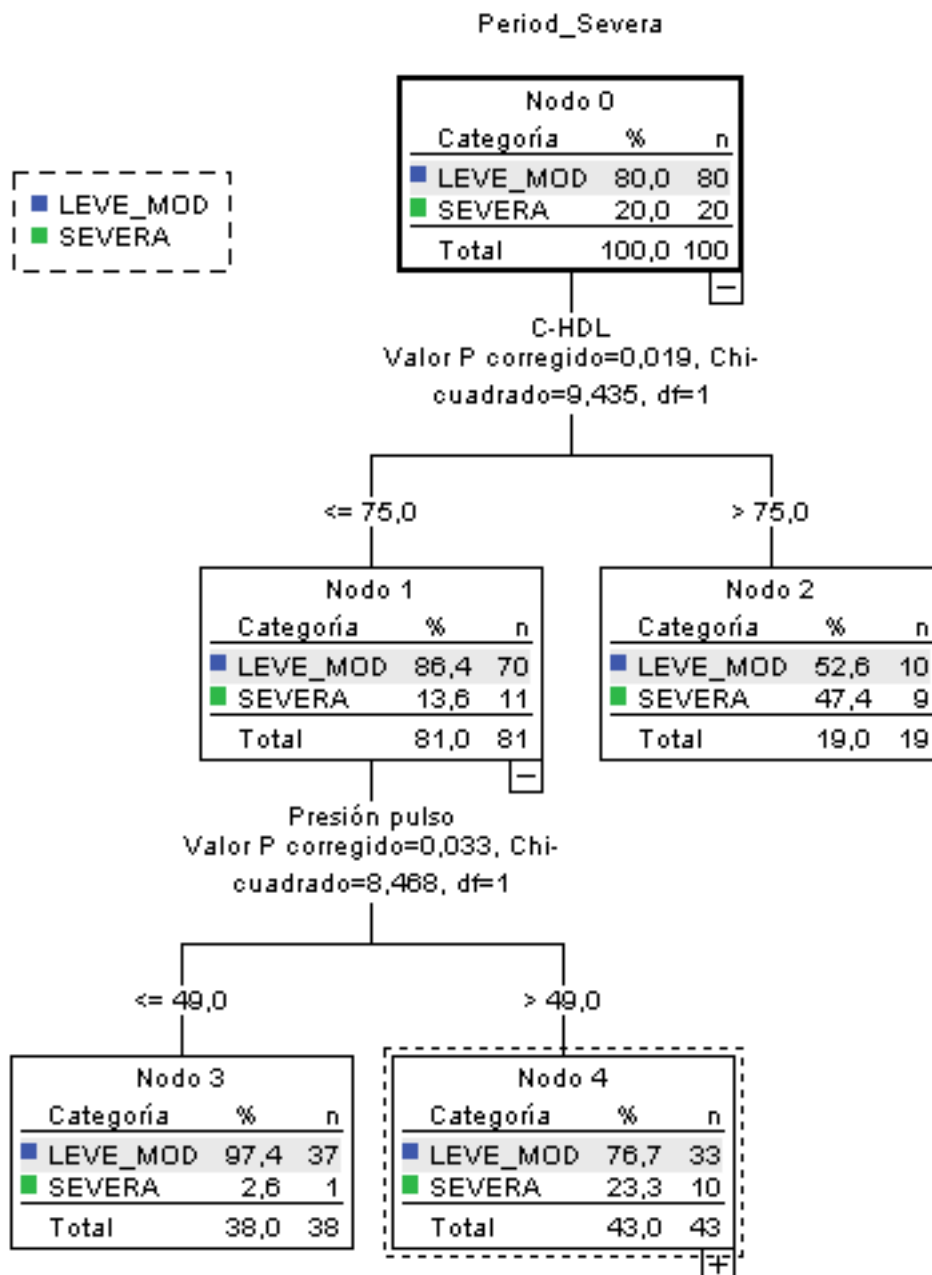 Period_Severa
LEVE_MOD
SEVERA
Nodo 0
Categoría % n
LEVE_MOD 80,0 80
SEVERA 20,0 20
Total 100,0 100
C-HDL
Valor P corregido=0,019, Chi-
cuadrado=9,435, df=1
<= 75,0
> 75,0
Nodo 1
Categoría % n
LEVE_MOD 86,4 70
SEVERA 13,6 11
Total 81,0 81
Nodo 2
Categoría % n
LEVE_MOD 52,6 10
SEVERA 47,4 9
Total 19,0 19
Presión pulso
Valor P corregido=0,033, Chi-
cuadrado=8,468, df=1
<= 49,0
> 49,0
Nodo 3
Categoría % n
LEVE_MOD 97,4 37
SEVERA 2,6 1
Total 38,0 38
Nodo 4
Categoría % n
LEVE_MOD 76,7 33
SEVERA 23,3 10
Total 43,0 43